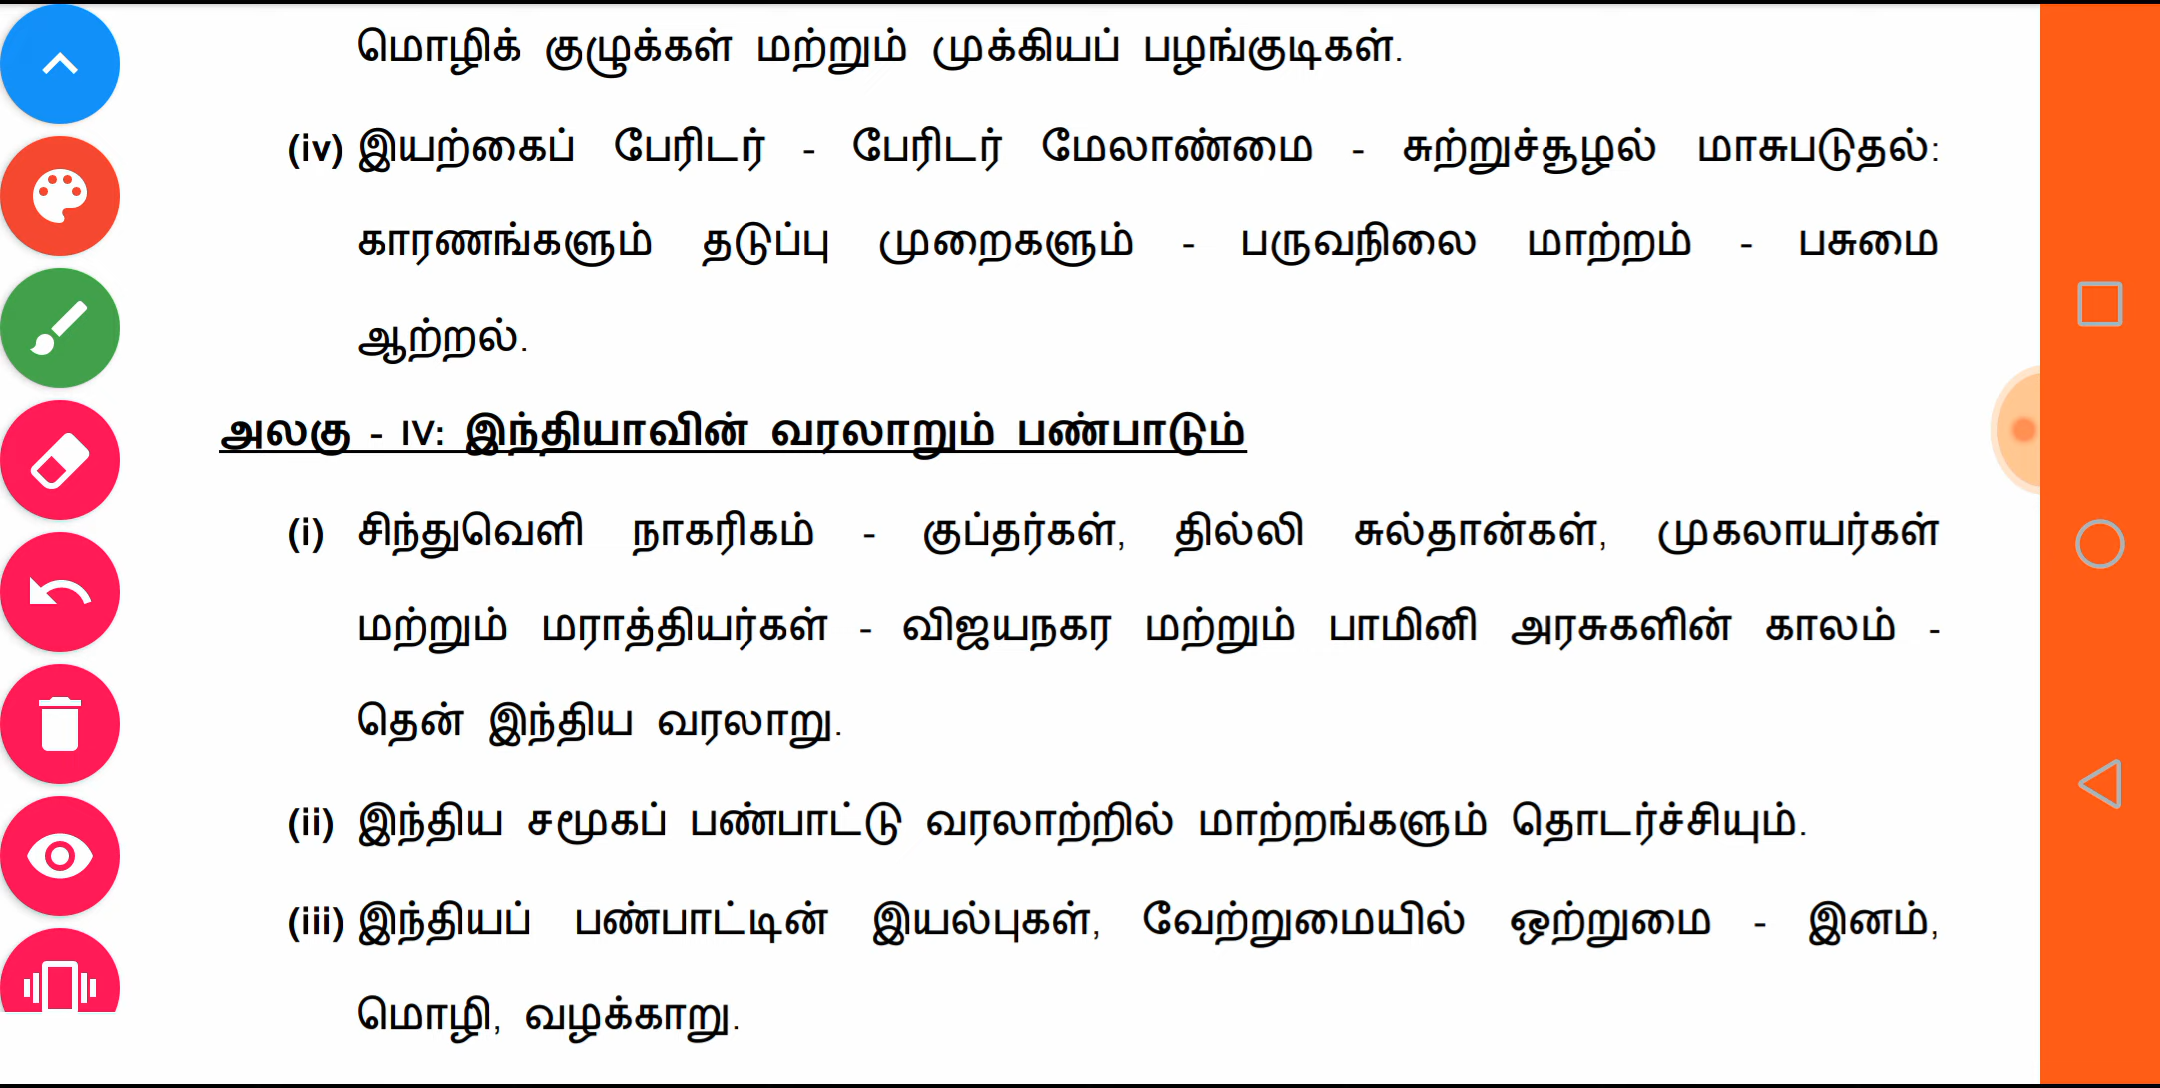 மொழிக் குழுக்கள் மற்றும் முக்கியப் பழங்குடிகள்.
(iv) இயற்கைப் பேரிடர் - பேரிடர் மேலாண்மை - சுற்றுச்சூழல் மாசுபடுதல்:
காரணங்களும் தடுப்பு முறைகளும் - பருவநிலை மாற்றம் - பசுமை
ஆற்றல்.
அலகு - IV: இந்தியாவின் வரலாறும் பண்பாடும்
(i) சிந்துவெளி நாகரிகம் - குப்தர்கள், தில்லி சுல்தான்கள், முகலாயர்கள்
மற்றும் மராத்தியர்கள் - விஜயநகர மற்றும் பாமினி அரசுகளின் காலம் -
தென் இந்திய வரலாறு.
(ii) இந்திய சமூகப் பண்பாட்டு வரலாற்றில் மாற்றங்களும் தொடர்ச்சியும்.
(iii) இந்தியப் பண்பாட்டின் இயல்புகள், வேற்றுமையில் ஒற்றுமை - இனம்,
மொழி, வழக்காறு.